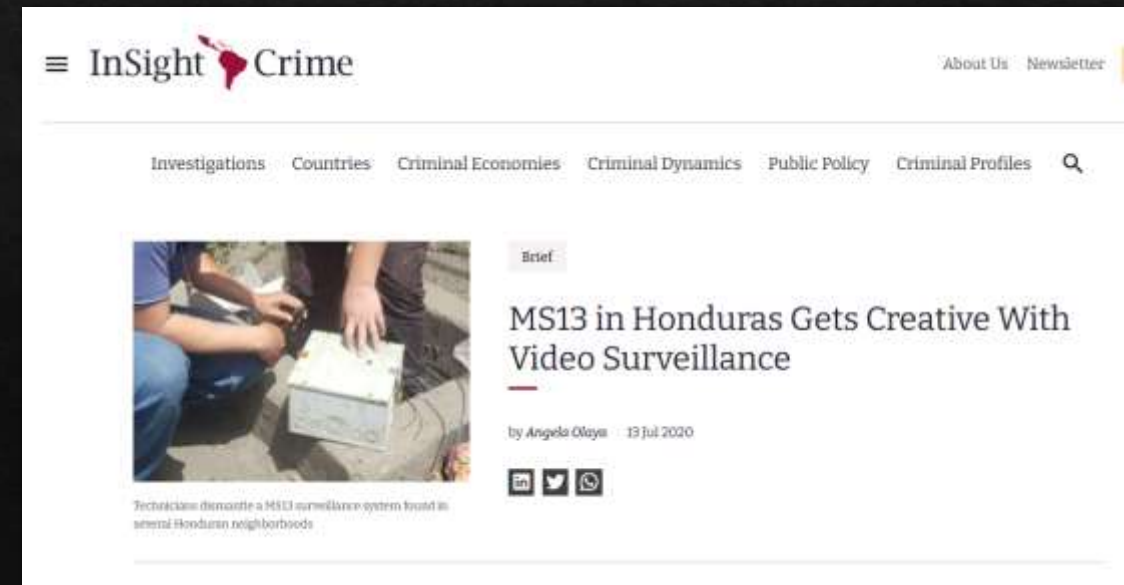 InSight Crime
About Us Newsletter
Investigations Countries Criminal Economies Criminal Dynamics Public Policy Criminal Profiles
Brief
MS13 in Honduras Gets Creative With
Video Surveillance
by Angela Olaya 13 Jul 2020
Technicians dismantle a MS13 surveillance system found in
several Honduran neighborhoods